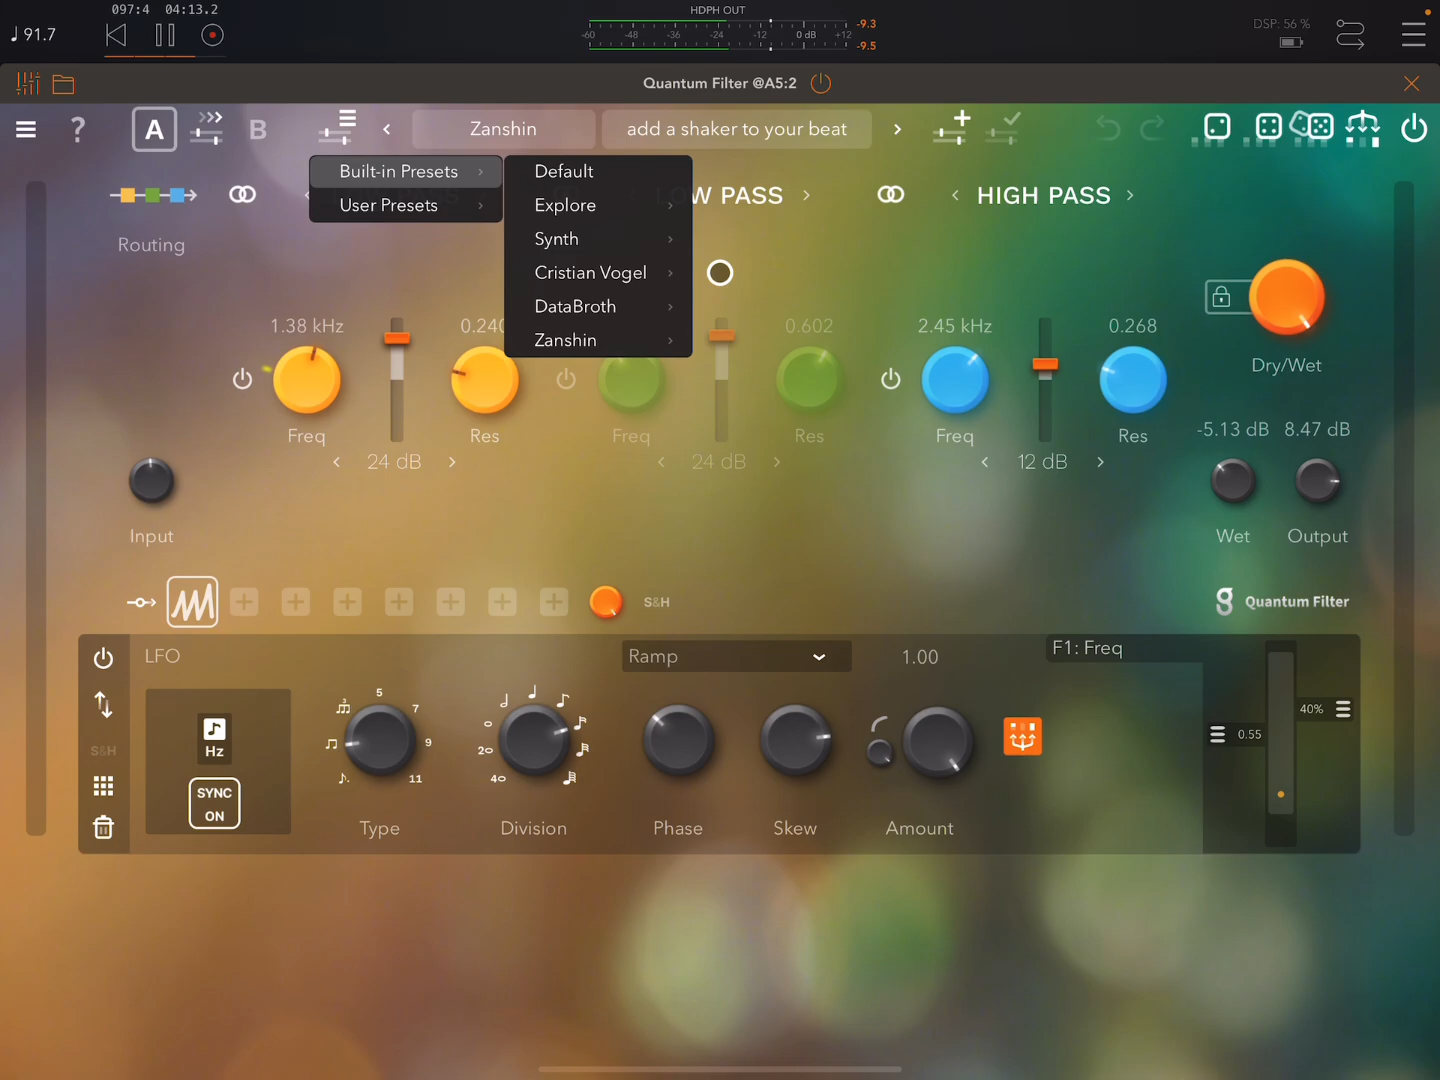 097:4 04:13.2
HDPH OUT
♩ 91.7
-60 -48 -36 -24 -12 0 dB +12
-9.3
-9.5
DSP: 56 %
Quantum Filter @A5:2
?
A
B
Zanshin
add a shaker to your beat
Built-in Presets
User Presets
Default
Explore
Synth
Cristian Vogel
DataBroth
Zanshin
W PASS
HIGH PASS
Routing
1.38 kHz
0.240
0.602
2.45 kHz
0.268
Freq
Res
Freq
Res
Freq
Res
Dry/Wet
24 dB
24 dB
12 dB
-5.13 dB
8.47 dB
Input
Wet
Output
S&H
Quantum Filter
LFO
Ramp
1.00
F1: Freq
Hz
SYNC
ON
S&H
3
5
7
9
11
2
4
0.55
40%
Type
Division
Phase
Skew
Amount